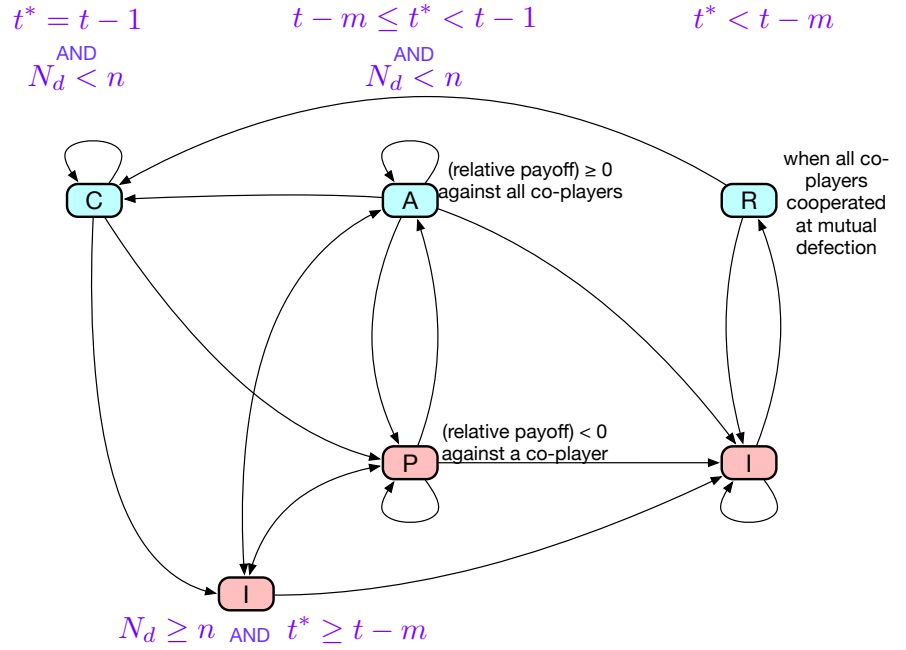 t* = t − 1
AND
N_d < n
t − m ≤ t* < t − 1
AND
N_d < n
t* < t − m
C
A
(relative payoff) ≥ 0
against all co-players
R
when all co-
players
cooperated
at mutual
defection
P
(relative payoff) < 0
against a co-player
I
I
N_d ≥ n AND t* ≥ t − m